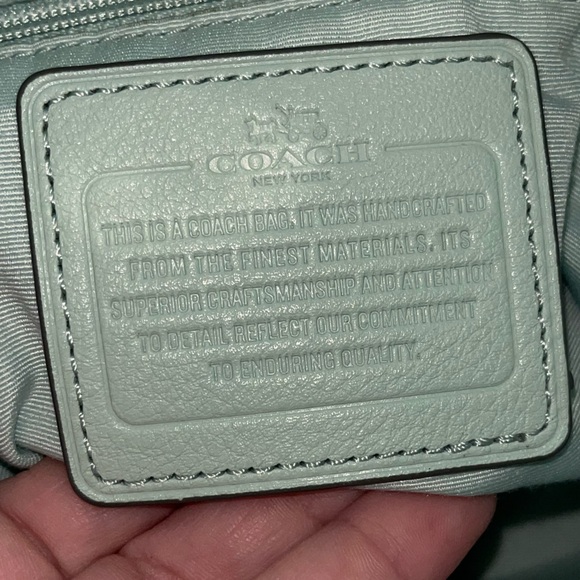 COACH
NEW YORK
THIS IS A COACH BAG. IT WAS HANDCRAFTED
FROM THE FINEST MATERIALS. ITS
SUPERIOR CRAFTSMANSHIP AND ATTENTION
TO DETAIL REFLECT OUR COMMITMENT
TO ENDURING QUALITY.